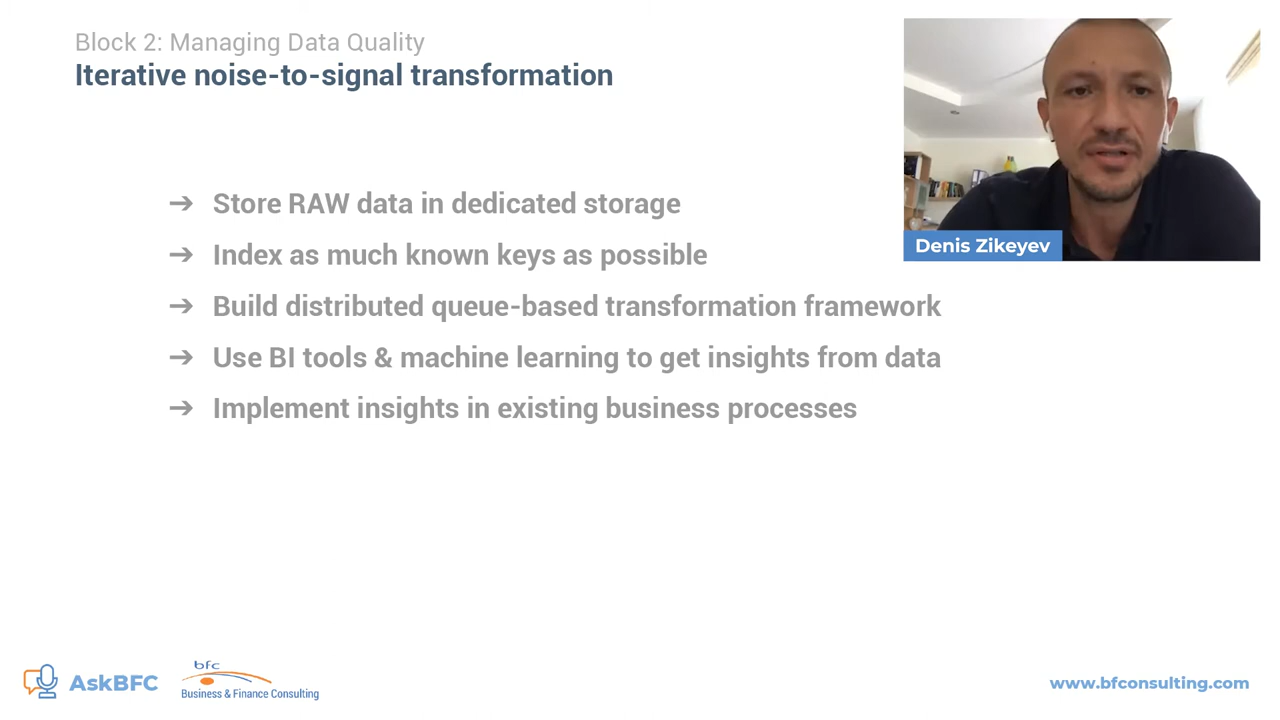 Block 2: Managing Data Quality
Iterative noise-to-signal transformation
Denis Zikeyev
➔ Store RAW data in dedicated storage
➔ Index as much known keys as possible
➔ Build distributed queue-based transformation framework
➔ Use BI tools & machine learning to get insights from data
➔ Implement insights in existing business processes
AskBFC
bfc
Business & Finance Consulting
www.bfconsulting.com